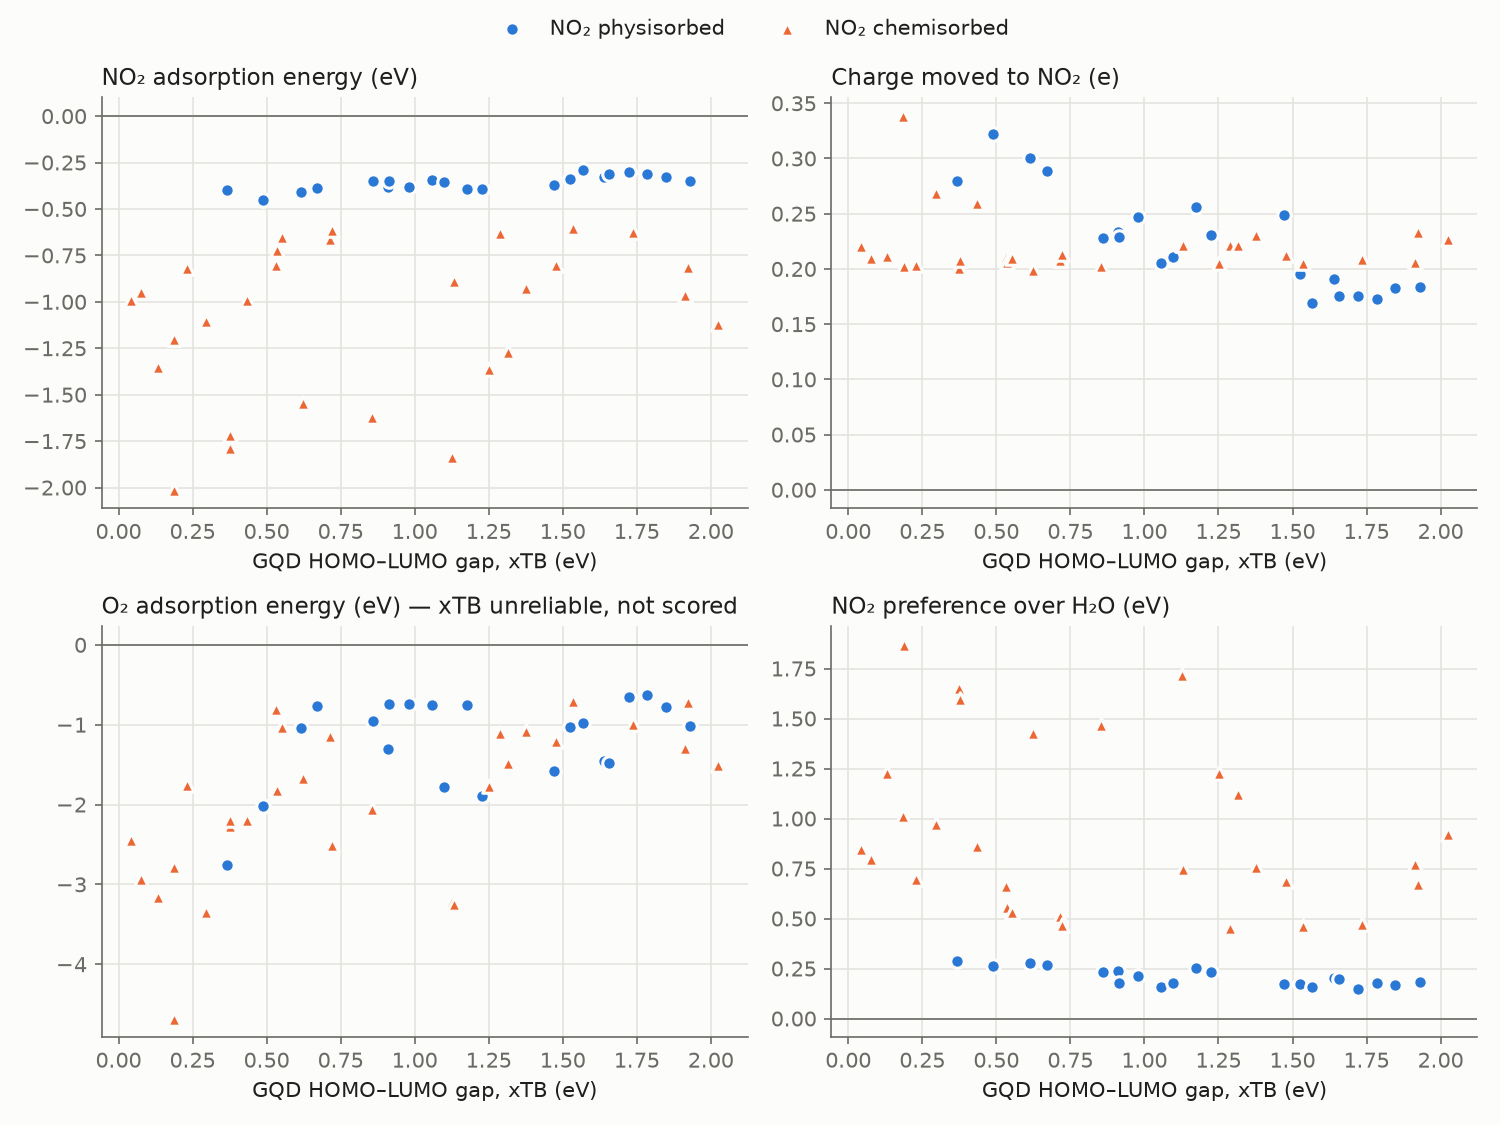 NO₂ physisorbed NO₂ chemisorbed
NO₂ adsorption energy (eV)
0.00
−0.25
−0.50
−0.75
−1.00
−1.25
−1.50
−1.75
−2.00
0.00 0.25 0.50 0.75 1.00 1.25 1.50 1.75 2.00
GQD HOMO–LUMO gap, xTB (eV)
Charge moved to NO₂ (e)
0.35
0.30
0.25
0.20
0.15
0.10
0.05
0.00
0.00 0.25 0.50 0.75 1.00 1.25 1.50 1.75 2.00
GQD HOMO–LUMO gap, xTB (eV)
O₂ adsorption energy (eV) — xTB unreliable, not scored
0
−1
−2
−3
−4
0.00 0.25 0.50 0.75 1.00 1.25 1.50 1.75 2.00
GQD HOMO–LUMO gap, xTB (eV)
NO₂ preference over H₂O (eV)
1.75
1.50
1.25
1.00
0.75
0.50
0.25
0.00
0.00 0.25 0.50 0.75 1.00 1.25 1.50 1.75 2.00
GQD HOMO–LUMO gap, xTB (eV)